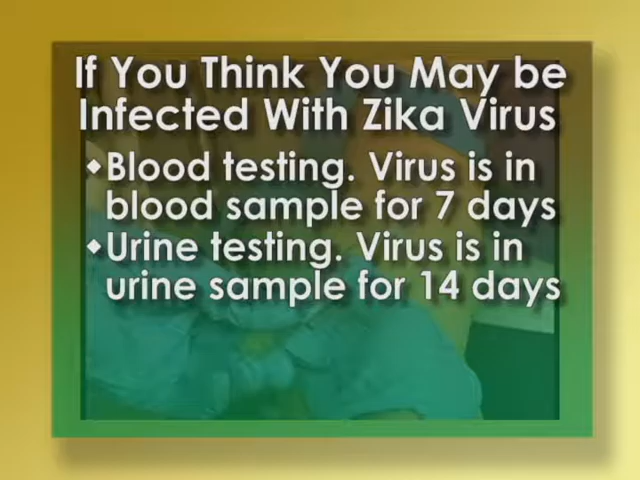 If You Think You May be
Infected With Zika Virus
◆Blood testing. Virus is in
blood sample for 7 days
◆Urine testing. Virus is in
urine sample for 14 days